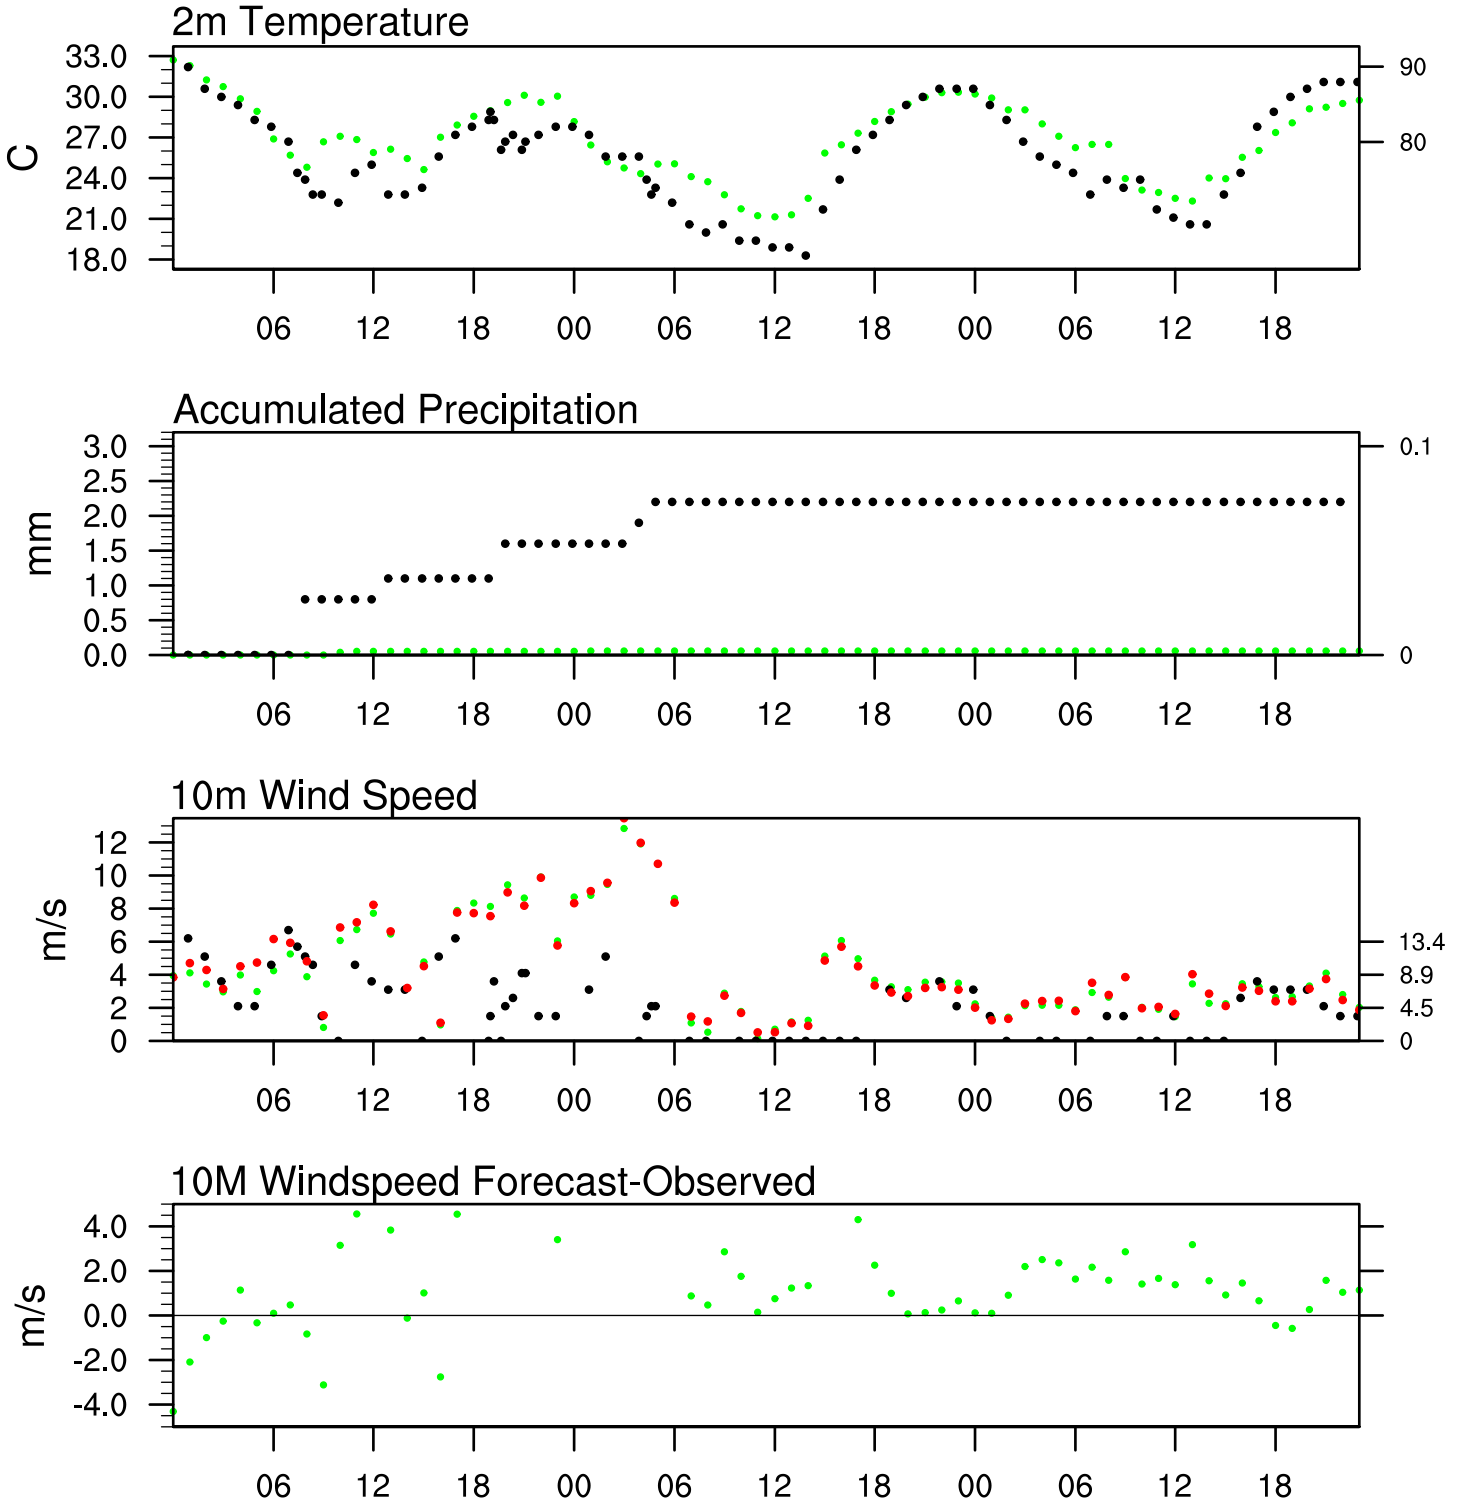 2m Temperature
33.0
30.0
27.0
24.0
21.0
18.0
C
90
80
06 12 18 00 06 12 18 00 06 12 18
Accumulated Precipitation
3.0
2.5
2.0
1.5
1.0
0.5
0.0
mm
0.1
0
06 12 18 00 06 12 18 00 06 12 18
10m Wind Speed
12
10
8
6
4
2
0
m/s
13.4
8.9
4.5
0
06 12 18 00 06 12 18 00 06 12 18
10M Windspeed Forecast-Observed
4.0
2.0
0.0
-2.0
-4.0
m/s
06 12 18 00 06 12 18 00 06 12 18